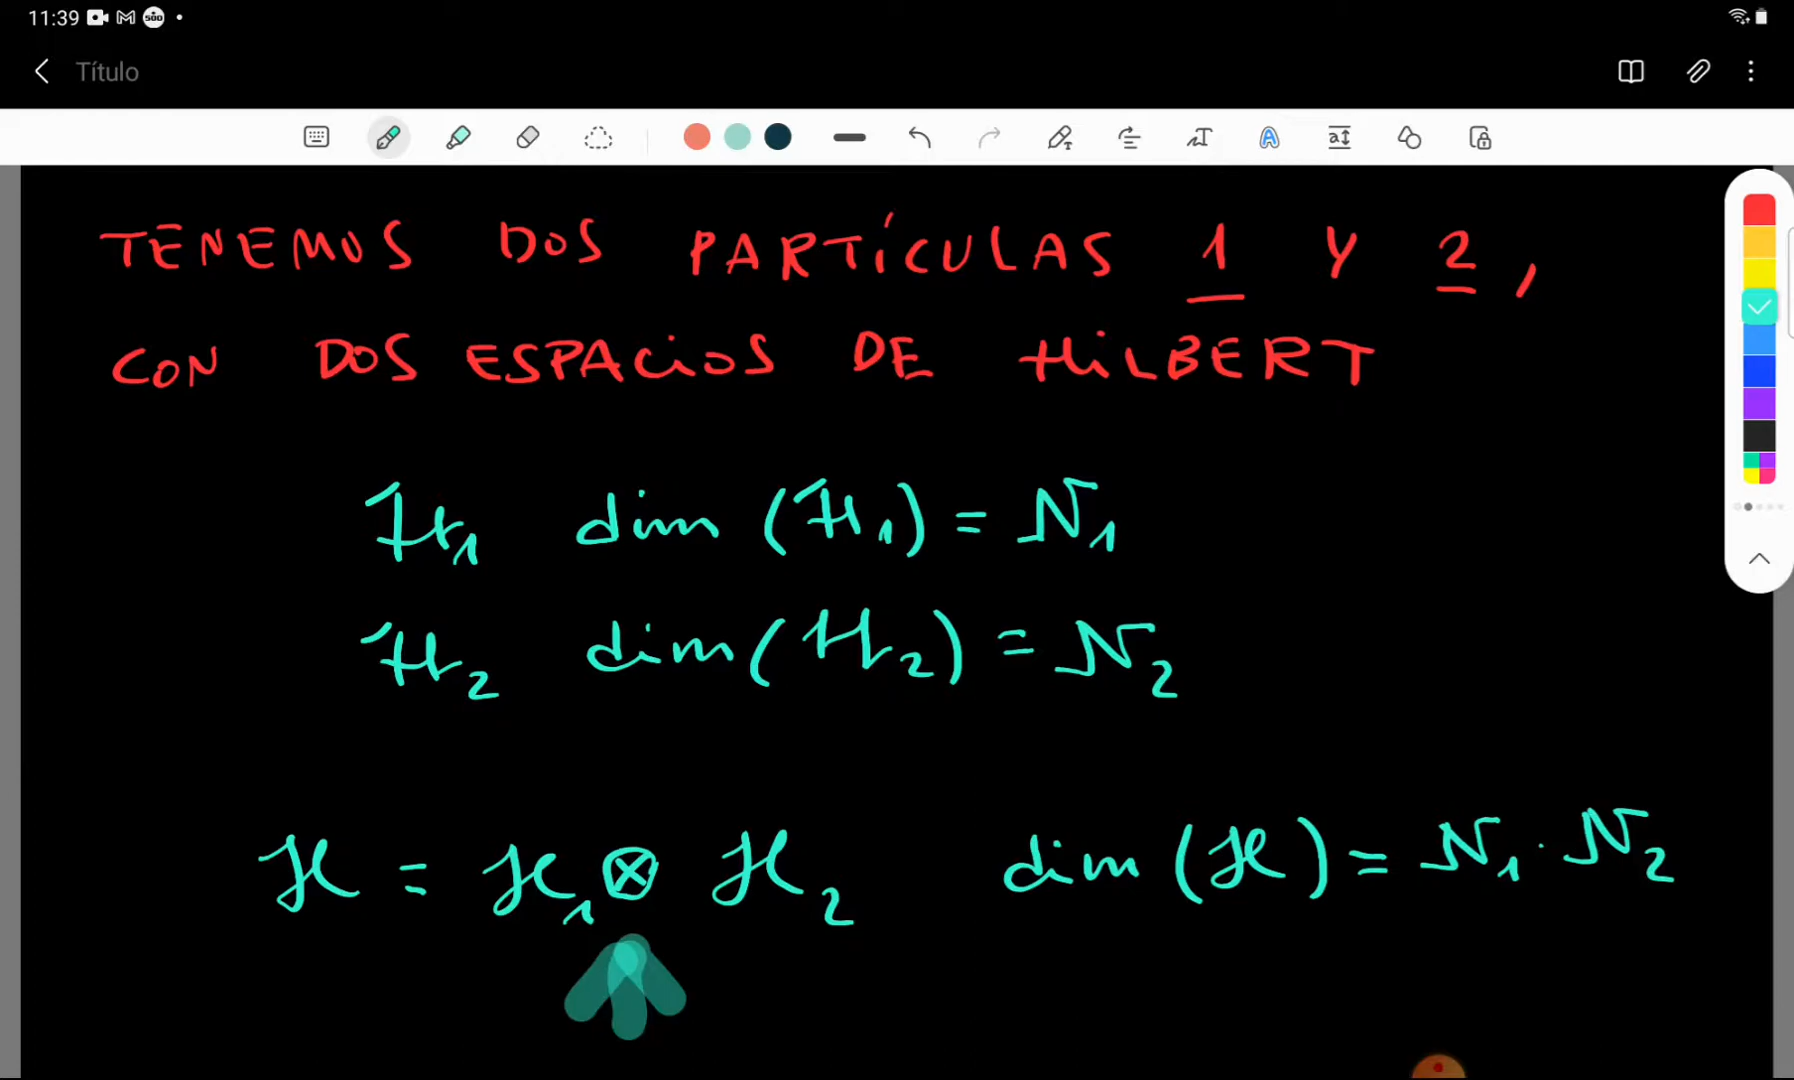 11:39
Título
TENEMOS DOS PARTÍCULAS 1 Y 2,
CON DOS ESPACIOS DE HILBERT
ℋ₁ dim (ℋ₁) = N₁
ℋ₂ dim (ℋ₂) = N₂
ℋ = ℋ₁ ⊗ ℋ₂ dim (ℋ) = N₁ · N₂